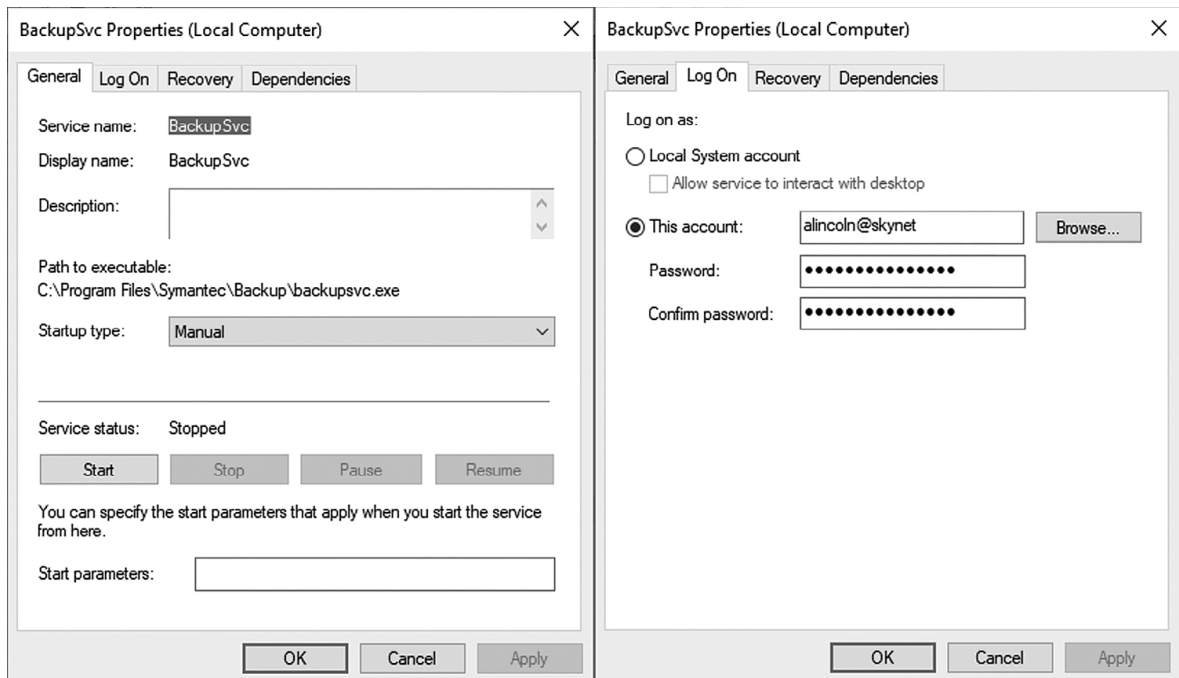 BackupSvc Properties (Local Computer)
General Log On Recovery Dependencies
Service name: BackupSvc
Display name: BackupSvc
Description:
Path to executable:
C:\Program Files\Symantec\Backup\backupsvc.exe
Startup type: Manual
Service status: Stopped
Start Stop Pause Resume
You can specify the start parameters that apply when you start the service
from here.
Start parameters:
OK Cancel Apply
BackupSvc Properties (Local Computer)
General Log On Recovery Dependencies
Log on as:
Local System account
Allow service to interact with desktop
This account: alincoln@skynet Browse...
Password: •••••••••••••••
Confirm password: •••••••••••••••
OK Cancel Apply